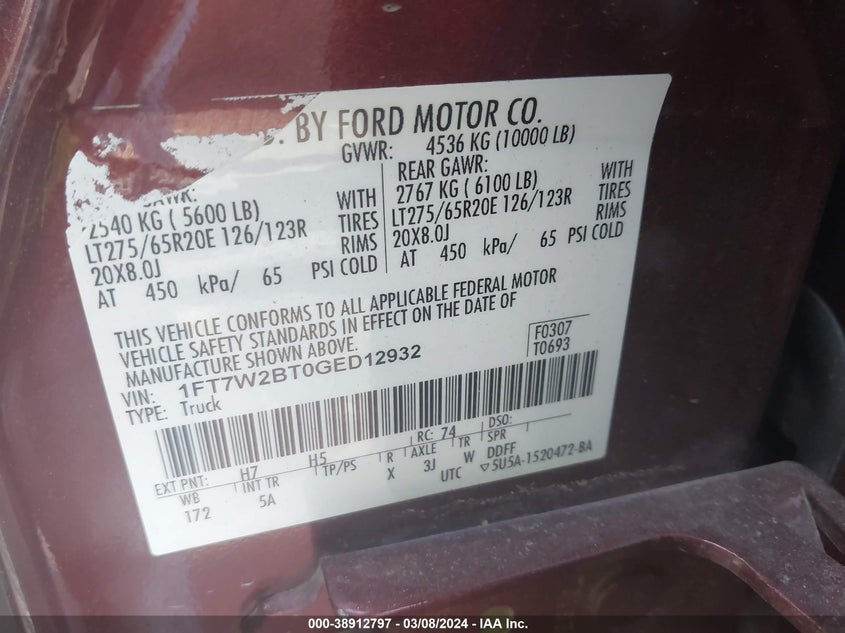 D. BY FORD MOTOR CO.
GVWR: 4536 KG (10000 LB)
GAWR:
2540 KG ( 5600 LB) WITH
LT275/65R20E 126/123R TIRES
20X8.0J RIMS
AT 450 kPa/ 65 PSI COLD
REAR GAWR:
2767 KG ( 6100 LB) WITH
LT275/65R20E 126/123R TIRES
20X8.0J RIMS
AT 450 kPa/ 65 PSI COLD
THIS VEHICLE CONFORMS TO ALL APPLICABLE FEDERAL MOTOR
VEHICLE SAFETY STANDARDS IN EFFECT ON THE DATE OF
MANUFACTURE SHOWN ABOVE.
VIN: 1FT7W2BT0GED12932
TYPE: Truck
F0307
T0693
EXT PNT: H7 H5 RC: 74 DSO:
WB INT TR TP/PS R AXLE TR SPR
172 5A X 3J W DDFF
UTC 5U5A-1520472-BA
000-38912797 - 03/08/2024 - IAA Inc.